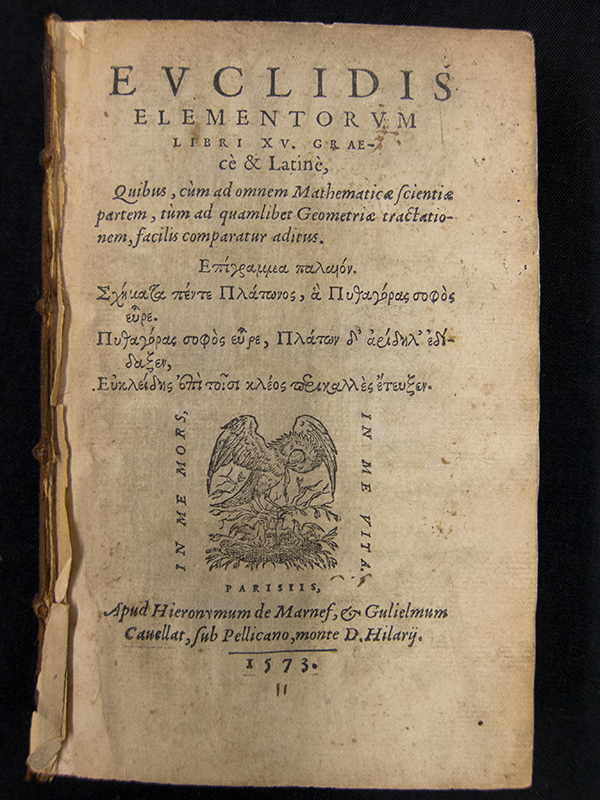 EVCLIDIS
ELEMENTORVM
LIBRI XV. GRAE-
cè & Latinè,
Quibus, cùm ad omnem Mathematicæ scientiæ
partem, tùm ad quamlibet Geometriæ tractatio-
nem, facilis comparatur aditus.
Επίγραμμα παλαιόν.
Σχήματα πέντε Πλάτωνος, ἃ Πυθαγόρας σοφὸς
εὗρε.
Πυθαγόρας σοφὸς εὗρε, Πλάτων δ' ἀρίδηλ' ἐδί-
δαξεν,
Εὐκλείδης ἐπὶ τοῖσι κλέος περικαλλὲς ἔτευξεν.
IN ME MORS,
IN ME VITA.
PARISIIS,
Apud Hieronymum de Marnef, & Gulielmum
Cauellat, sub Pellicano, monte D. Hilarij.
1573.